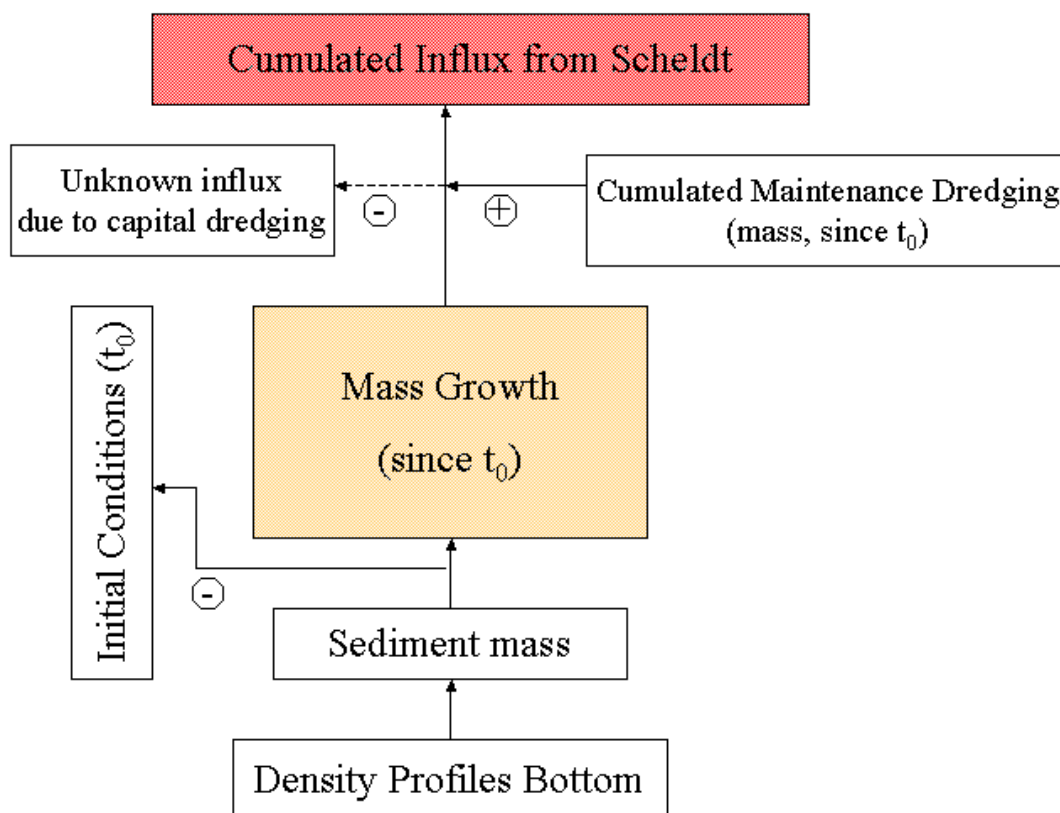 Cumulated Influx from Scheldt
Unknown influx
due to capital dredging
-
+
Cumulated Maintenance Dredging
(mass, since t₀)
Initial Conditions (t₀)
Mass Growth
(since t₀)
-
Sediment mass
Density Profiles Bottom